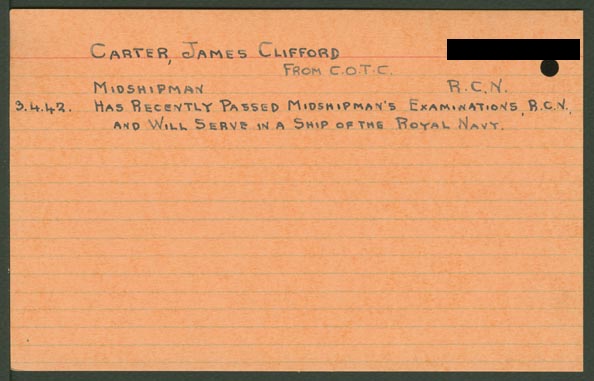 CARTER, JAMES CLIFFORD
FROM C.O.T.C.
MIDSHIPMAN R.C.N.
3.4.42. HAS RECENTLY PASSED MIDSHIPMAN'S EXAMINATIONS, R.C.N.,
AND WILL SERVE IN A SHIP OF THE ROYAL NAVY.